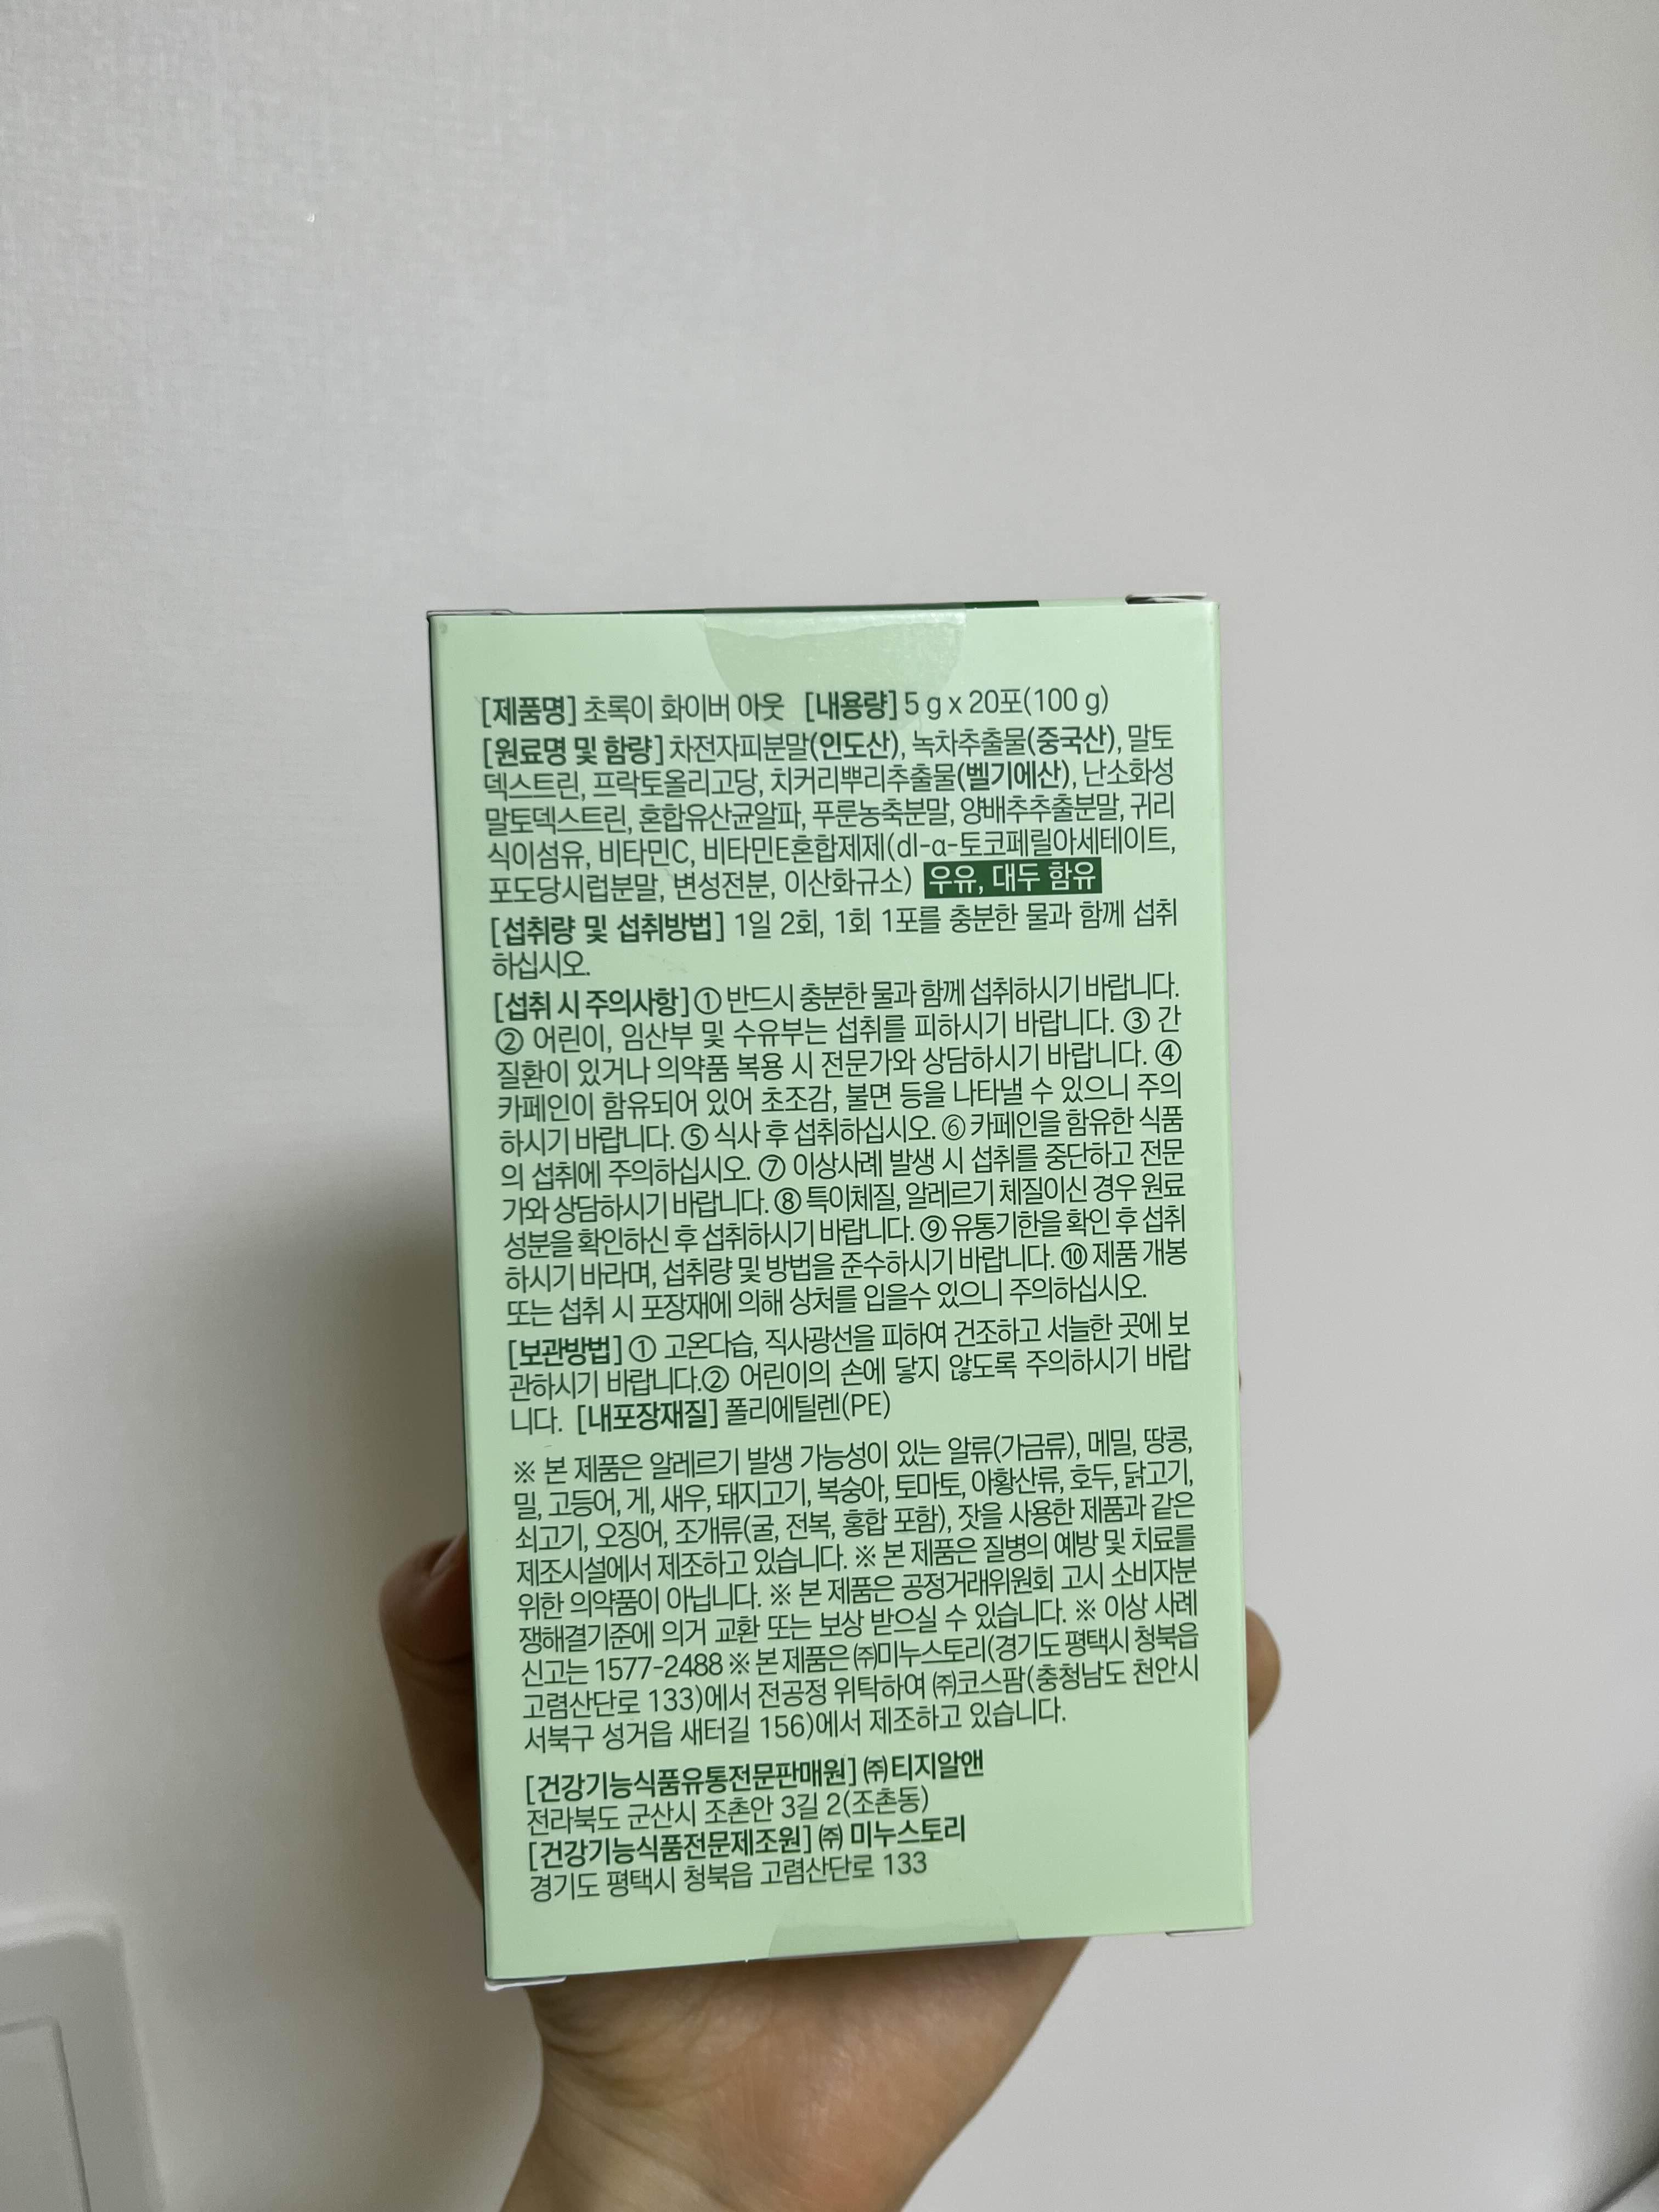 [제품명] 초록이 화이버 아웃 [내용량] 5 g x 20포(100 g)
[원료명 및 함량] 차전자피분말(인도산), 녹차추출물(중국산), 말토
덱스트린, 프락토올리고당, 치커리뿌리추출물(벨기에산), 난소화성
말토덱스트린, 혼합유산균알파, 푸룬농축분말, 양배추추출분말, 귀리
식이섬유, 비타민C, 비타민E혼합제제(dl-α-토코페릴아세테이트,
포도당시럽분말, 변성전분, 이산화규소) 우유, 대두 함유
[섭취량 및 섭취방법] 1일 2회, 1회 1포를 충분한 물과 함께 섭취
하십시오.
[섭취 시 주의사항] ① 반드시 충분한 물과 함께 섭취하시기 바랍니다.
② 어린이, 임산부 및 수유부는 섭취를 피하시기 바랍니다. ③ 간
질환이 있거나 의약품 복용 시 전문가와 상담하시기 바랍니다. ④
카페인이 함유되어 있어 초조감, 불면 등을 나타낼 수 있으니 주의
하시기 바랍니다. ⑤ 식사 후 섭취하십시오. ⑥ 카페인을 함유한 식품
의 섭취에 주의하십시오. ⑦ 이상사례 발생 시 섭취를 중단하고 전문
가와 상담하시기 바랍니다. ⑧ 특이체질, 알레르기 체질이신 경우 원료
성분을 확인하신 후 섭취하시기 바랍니다. ⑨ 유통기한을 확인 후 섭취
하시기 바라며, 섭취량 및 방법을 준수하시기 바랍니다. ⑩ 제품 개봉
또는 섭취 시 포장재에 의해 상처를 입을수 있으니 주의하십시오.
[보관방법] ① 고온다습, 직사광선을 피하여 건조하고 서늘한 곳에 보
관하시기 바랍니다.② 어린이의 손에 닿지 않도록 주의하시기 바랍
니다. [내포장재질] 폴리에틸렌(PE)
※ 본 제품은 알레르기 발생 가능성이 있는 알류(가금류), 메밀, 땅콩,
밀, 고등어, 게, 새우, 돼지고기, 복숭아, 토마토, 아황산류, 호두, 닭고기,
쇠고기, 오징어, 조개류(굴, 전복, 홍합 포함), 잣을 사용한 제품과 같은
제조시설에서 제조하고 있습니다. ※ 본 제품은 질병의 예방 및 치료를
위한 의약품이 아닙니다. ※ 본 제품은 공정거래위원회 고시 소비자분
쟁해결기준에 의거 교환 또는 보상 받으실 수 있습니다. ※ 이상 사례
신고는 1577-2488 ※ 본 제품은 ㈜미누스토리(경기도 평택시 청북읍
고렴산단로 133)에서 전공정 위탁하여 ㈜코스팜(충청남도 천안시
서북구 성거읍 새터길 156)에서 제조하고 있습니다.
[건강기능식품유통전문판매원] ㈜티지알앤
전라북도 군산시 조촌안 3길 2(조촌동)
[건강기능식품전문제조원] ㈜ 미누스토리
경기도 평택시 청북읍 고렴산단로 133